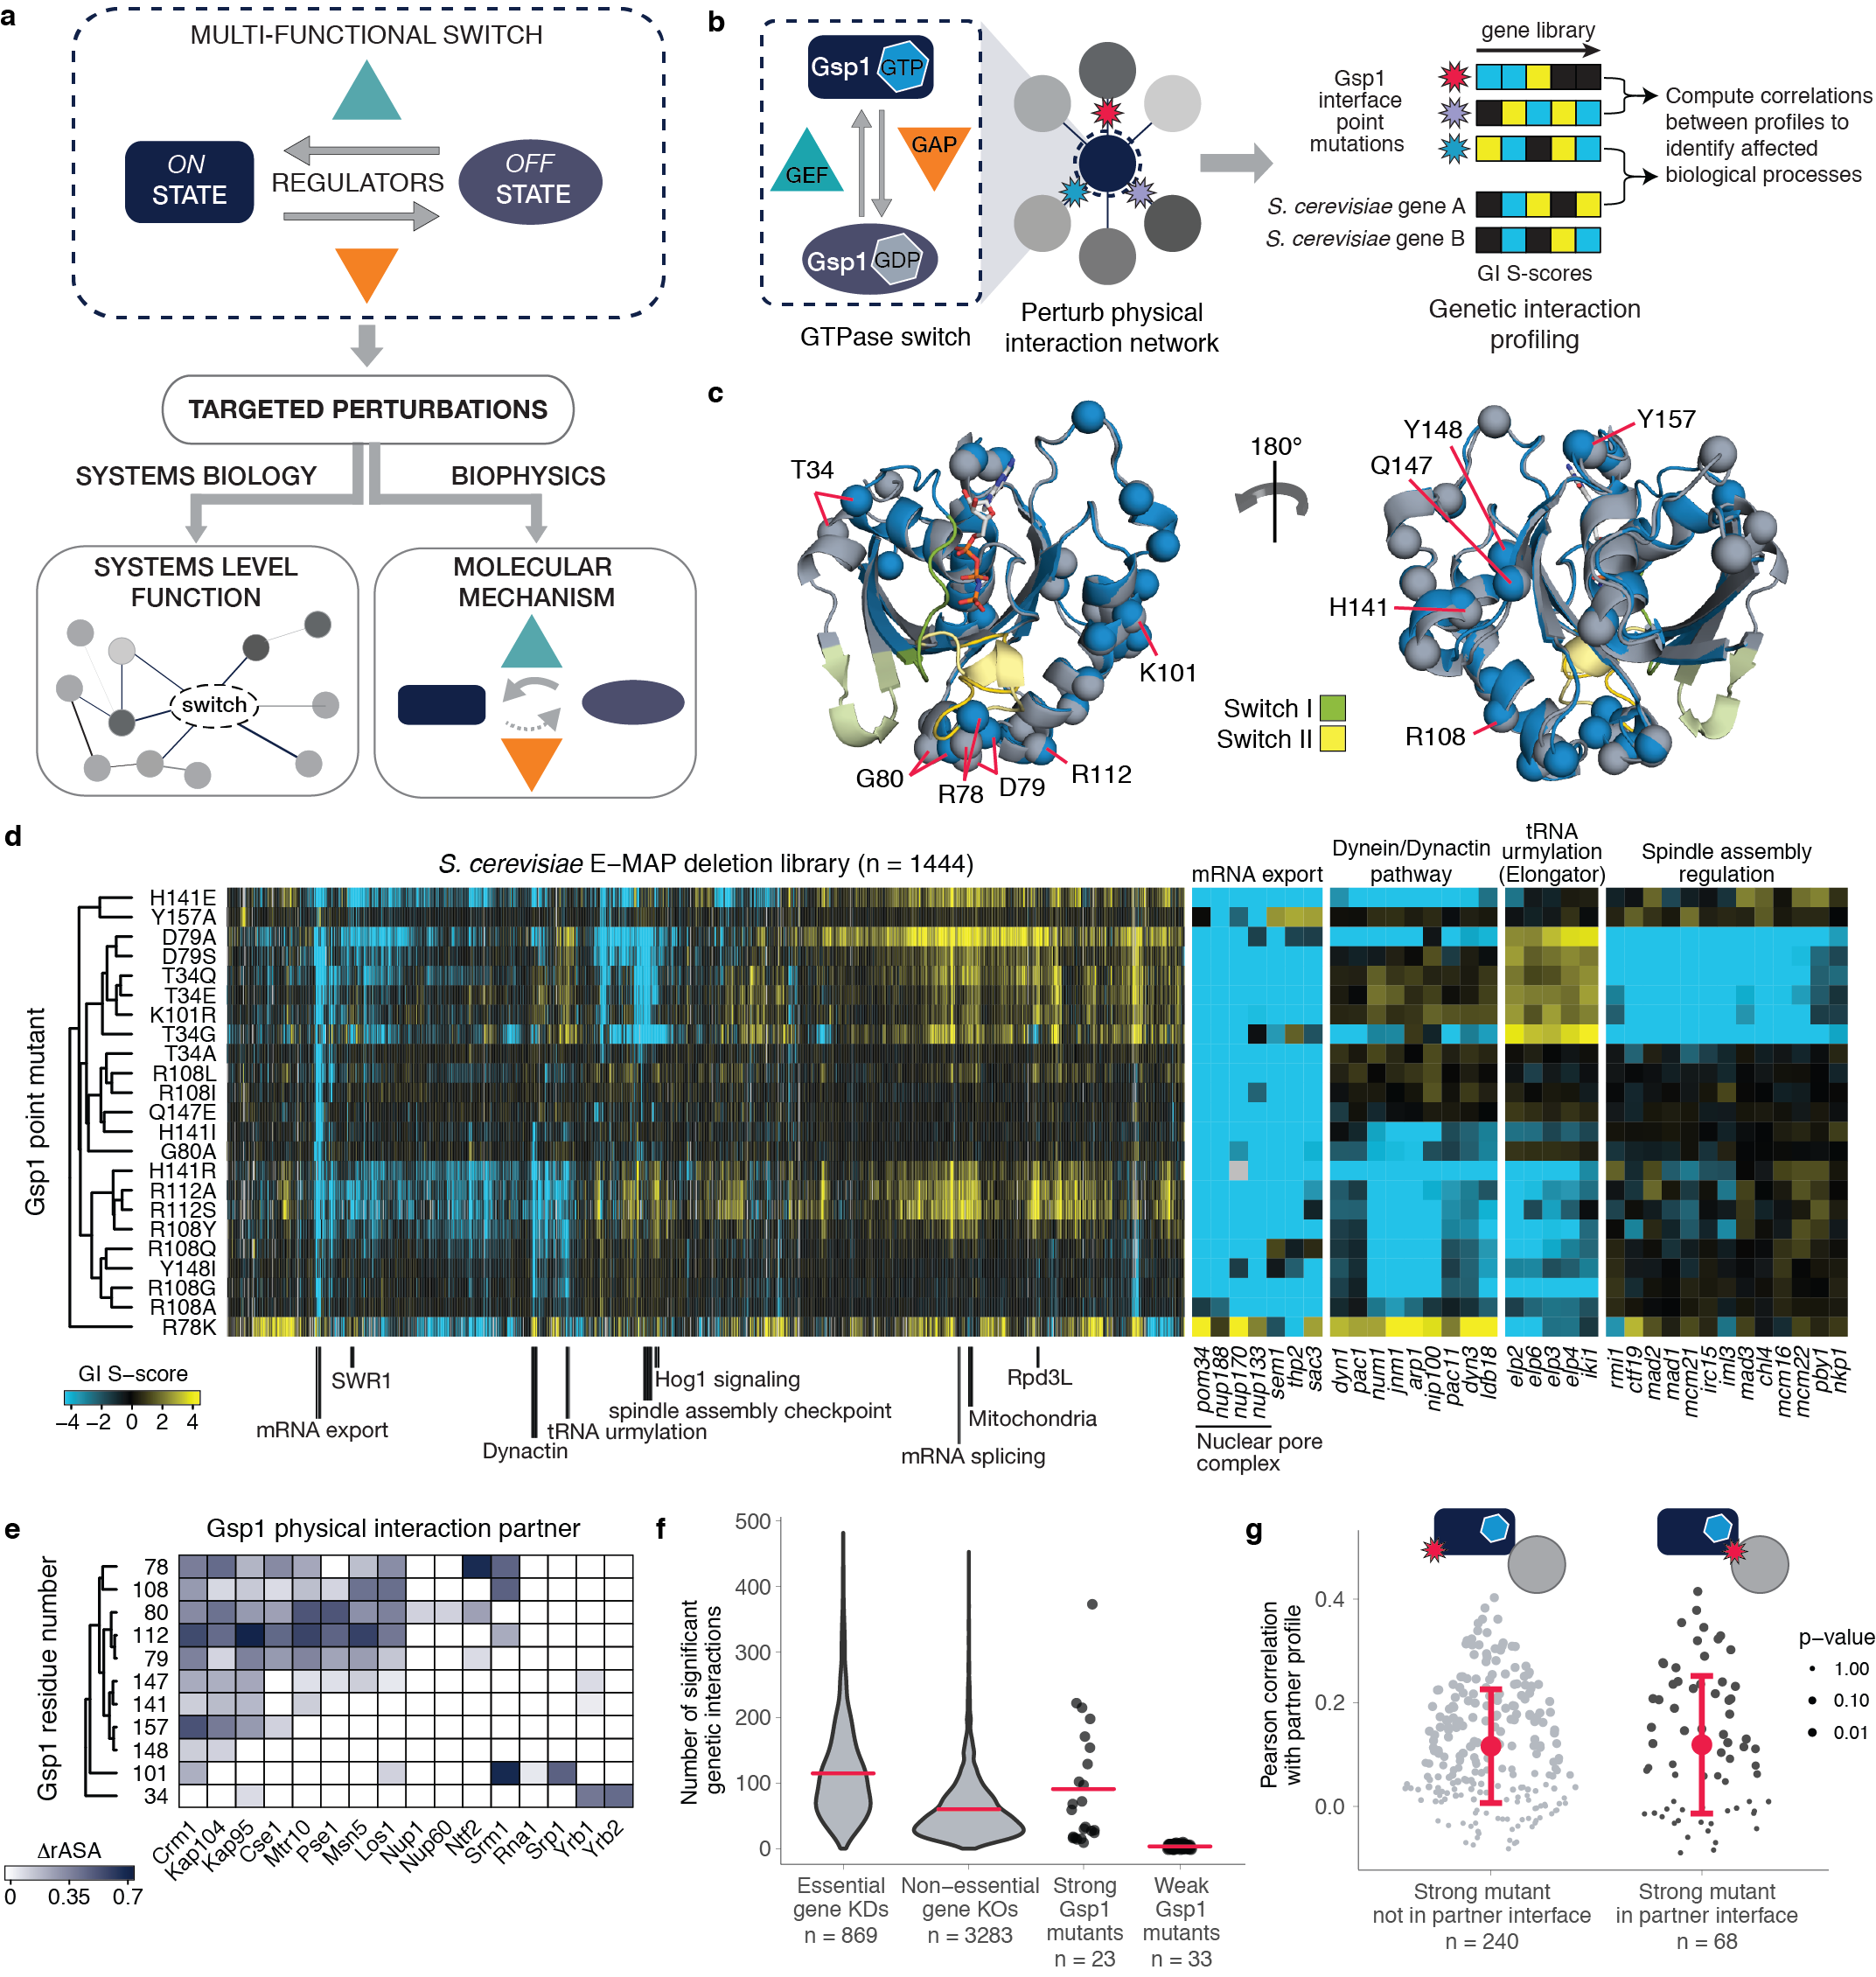 a
MULTI-FUNCTIONAL SWITCH
ON
STATE
REGULATORS
OFF
STATE
TARGETED PERTURBATIONS
SYSTEMS BIOLOGY
BIOPHYSICS
SYSTEMS LEVEL
FUNCTION
switch
MOLECULAR
MECHANISM
b
Gsp1
GTP
GEF
GAP
Gsp1
GDP
GTPase switch
Perturb physical
interaction network
gene library
Gsp1
interface
point
mutations
S. cerevisiae gene A
S. cerevisiae gene B
GI S-scores
Compute correlations
between profiles to
identify affected
biological processes
Genetic interaction
profiling
c
T34
K101
G80
R78
D79
R112
180°
Switch I
Switch II
Y148
Q147
Y157
H141
R108
d
S. cerevisiae E−MAP deletion library (n = 1444)
mRNA export
Dynein/Dynactin
pathway
tRNA
urmylation
(Elongator)
Spindle assembly
regulation
Gsp1 point mutant
H141E
Y157A
D79A
D79S
T34Q
T34E
K101R
T34G
T34A
R108L
R108I
Q147E
H141I
G80A
H141R
R112A
R112S
R108Y
R108Q
Y148I
R108G
R108A
R78K
GI S−score
−4 −2 0 2 4
SWR1
mRNA export
Dynactin
tRNA urmylation
spindle assembly checkpoint
Hog1 signaling
mRNA splicing
Mitochondria
Rpd3L
pom34
nup188
nup170
nup133
sem1
thp2
sac3
Nuclear pore
complex
dyn1
pac1
num1
jnm1
arp1
nip100
pac11
dyn3
ldb18
elp2
elp6
elp3
elp4
iki1
rmi1
ctf19
mad2
mad1
mcm21
irc15
iml3
mad3
chl4
mcm16
mcm22
pby1
nkp1
e
Gsp1 physical interaction partner
Gsp1 residue number
78
108
80
112
79
147
141
157
148
101
34
Crm1
Kap104
Kap95
Cse1
Mtr10
Pse1
Msn5
Los1
Nup1
Nup60
Ntf2
Srm1
Rna1
Srp1
Yrb1
Yrb2
ΔrASA
0 0.35 0.7
f
Number of significant
genetic interactions
500
400
300
200
100
0
Essential
gene KDs
n = 869
Non−essential
gene KOs
n = 3283
Strong
Gsp1
mutants
n = 23
Weak
Gsp1
mutants
n = 33
g
Pearson correlation
with partner profile
0.4
0.2
0.0
p−value
1.00
0.10
0.01
Strong mutant
not in partner interface
n = 240
Strong mutant
in partner interface
n = 68